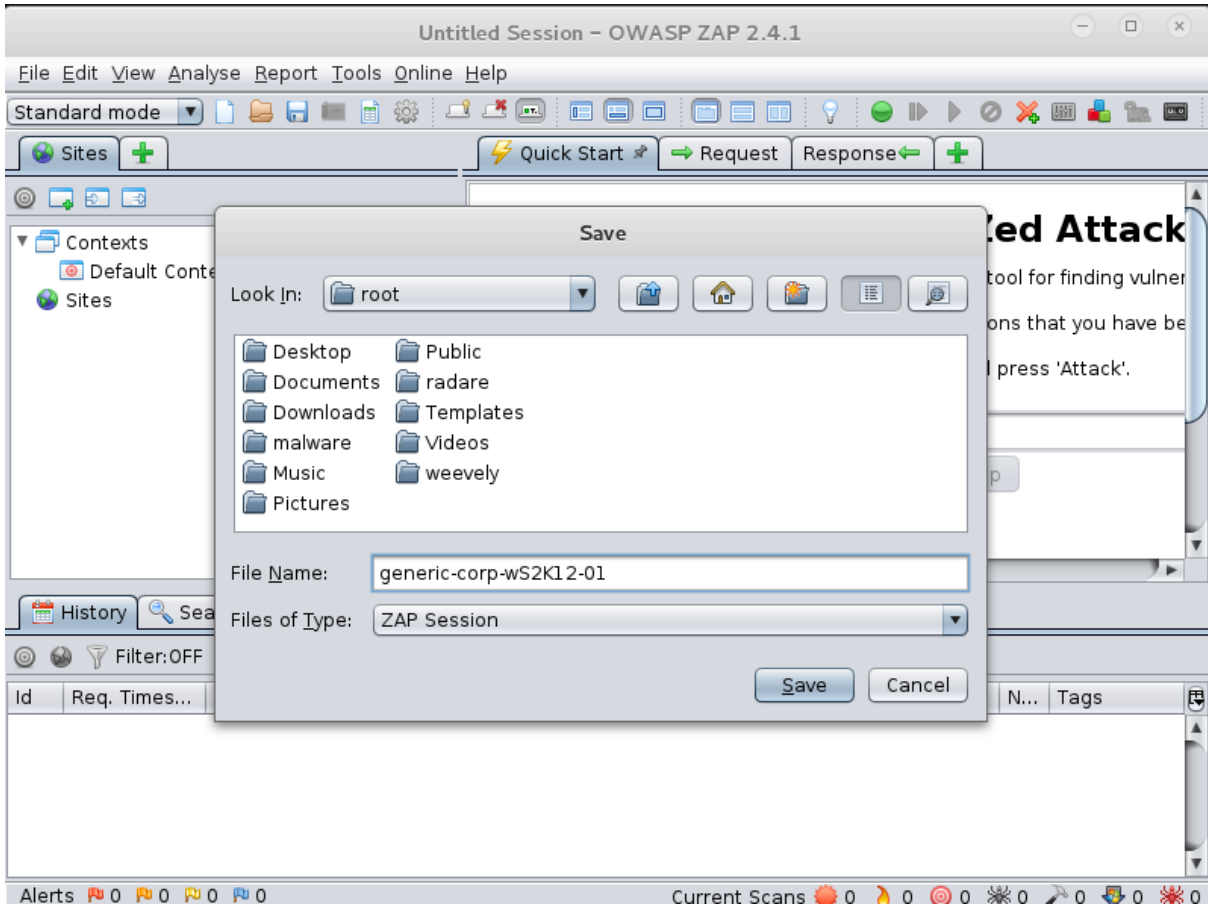 Untitled Session – OWASP ZAP 2.4.1
File Edit View Analyse Report Tools Online Help
Standard mode
Sites
Quick Start
Request
Response
Contexts
Default Conte
Sites
Zed Attack
tool for finding vulner
ons that you have be
press 'Attack'.
p
Save
Look In: root
Desktop Public
Documents radare
Downloads Templates
malware Videos
Music weevely
Pictures
File Name: generic-corp-wS2K12-01
Files of Type: ZAP Session
Save Cancel
History Sea
Filter:OFF
Id Req. Times... N... Tags
Alerts 0 0 0 0 Current Scans 0 0 0 0 0 0 0